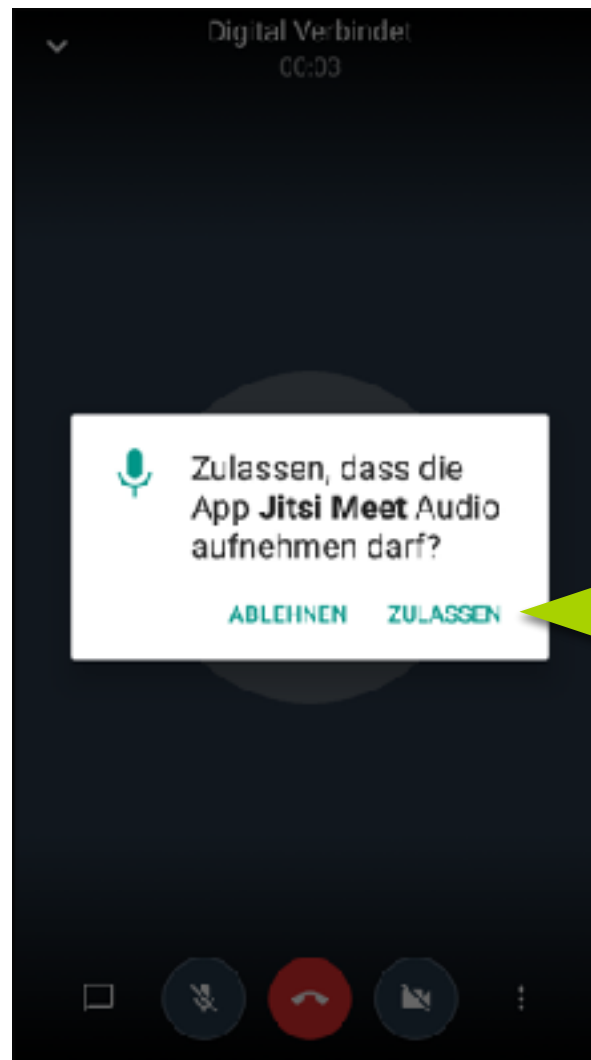 Digital Verbindet
00:03
Zulassen, dass die
App Jitsi Meet Audio
aufnehmen darf?
ABLEHNEN ZULASSEN